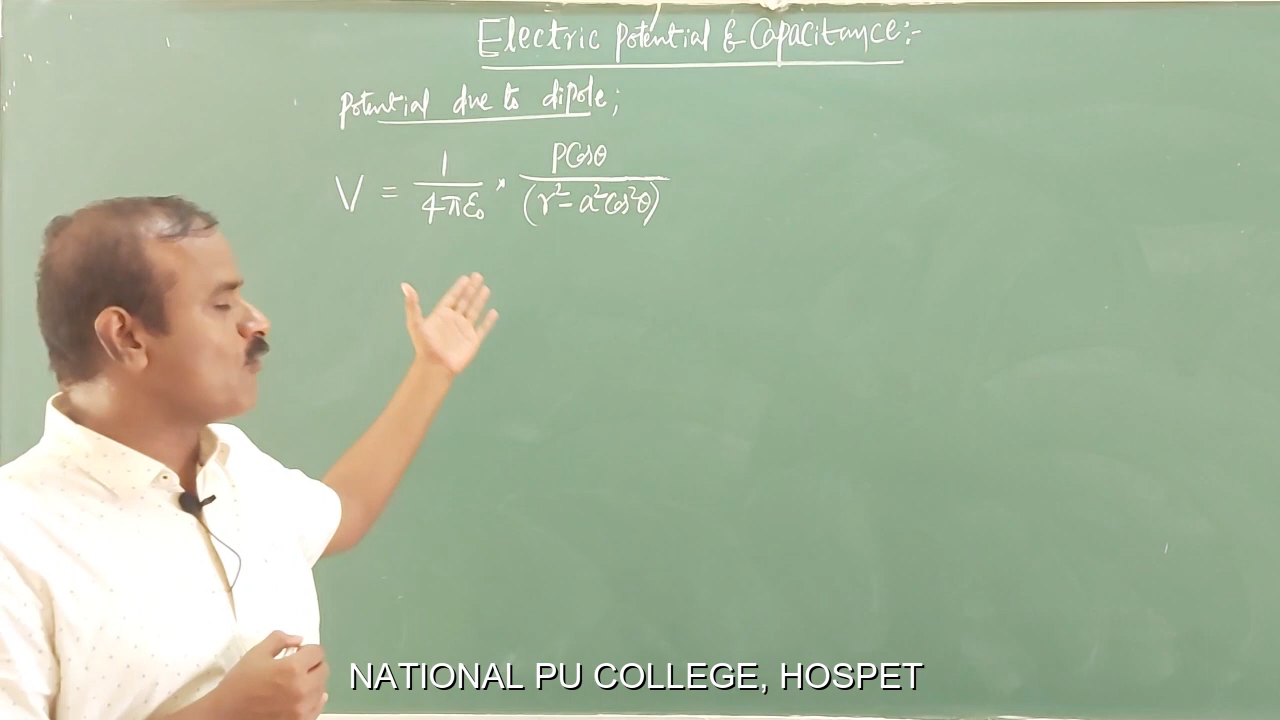 Electric potential & Capacitance:-
potential due to dipole;
V = 1/4πε₀ × PCosθ/(r²-a²Cos²θ)
NATIONAL PU COLLEGE, HOSPET